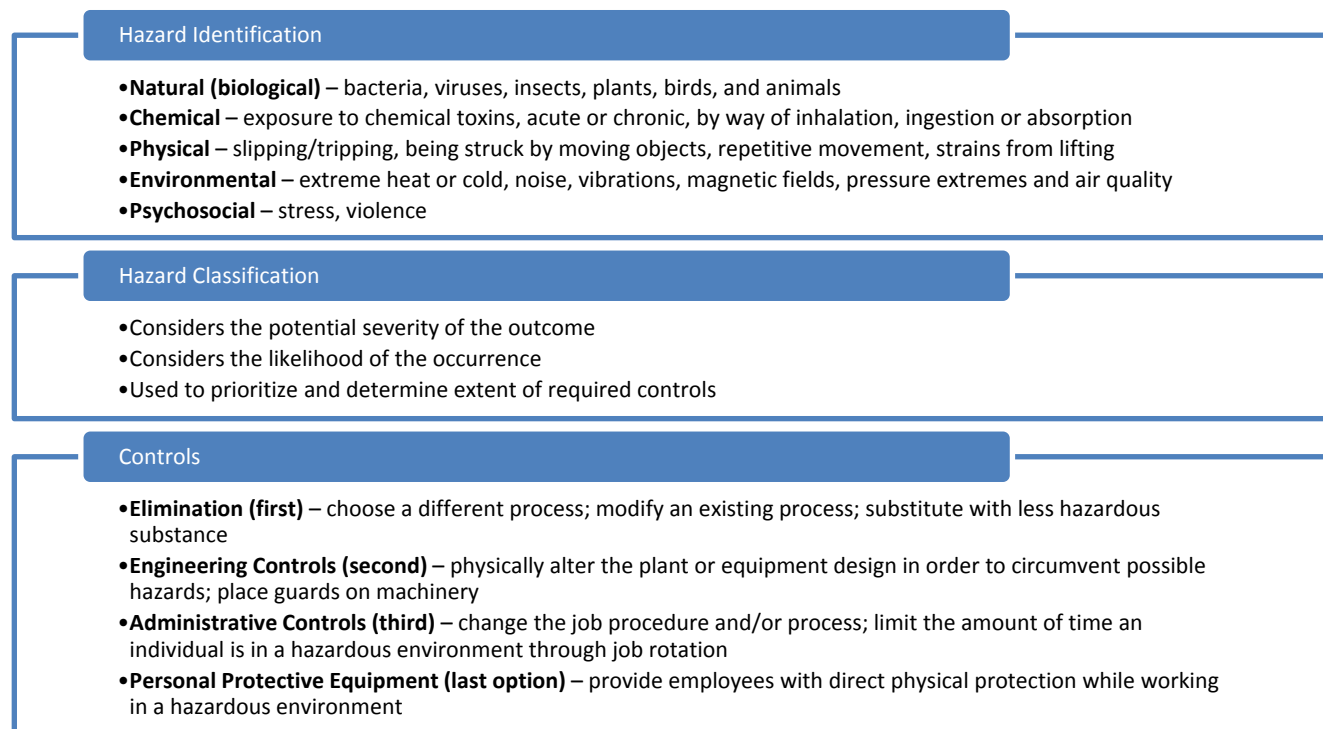 Hazard Identification
•Natural (biological) – bacteria, viruses, insects, plants, birds, and animals
•Chemical – exposure to chemical toxins, acute or chronic, by way of inhalation, ingestion or absorption
•Physical – slipping/tripping, being struck by moving objects, repetitive movement, strains from lifting
•Environmental – extreme heat or cold, noise, vibrations, magnetic fields, pressure extremes and air quality
•Psychosocial – stress, violence
Hazard Classification
•Considers the potential severity of the outcome
•Considers the likelihood of the occurrence
•Used to prioritize and determine extent of required controls
Controls
•Elimination (first) – choose a different process; modify an existing process; substitute with less hazardous
substance
•Engineering Controls (second) – physically alter the plant or equipment design in order to circumvent possible
hazards; place guards on machinery
•Administrative Controls (third) – change the job procedure and/or process; limit the amount of time an
individual is in a hazardous environment through job rotation
•Personal Protective Equipment (last option) – provide employees with direct physical protection while working
in a hazardous environment